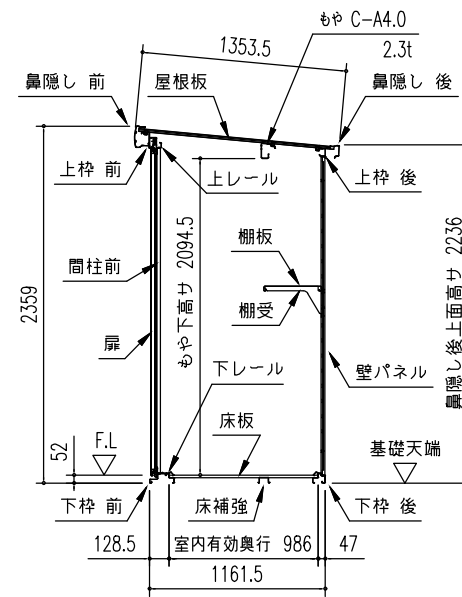 もや C-A4.0
2.3t
1353.5
鼻隠し 前
屋根板
鼻隠し 後
上枠 前
上レール
上枠 後
間柱前
もや下高サ 2094.5
棚板
棚受
鼻隠し後上面高サ 2236
2359
扉
下レール
壁パネル
床板
52
F.L
基礎天端
下枠 前
床補強
下枠 後
128.5
室内有効奥行 986
47
1161.5